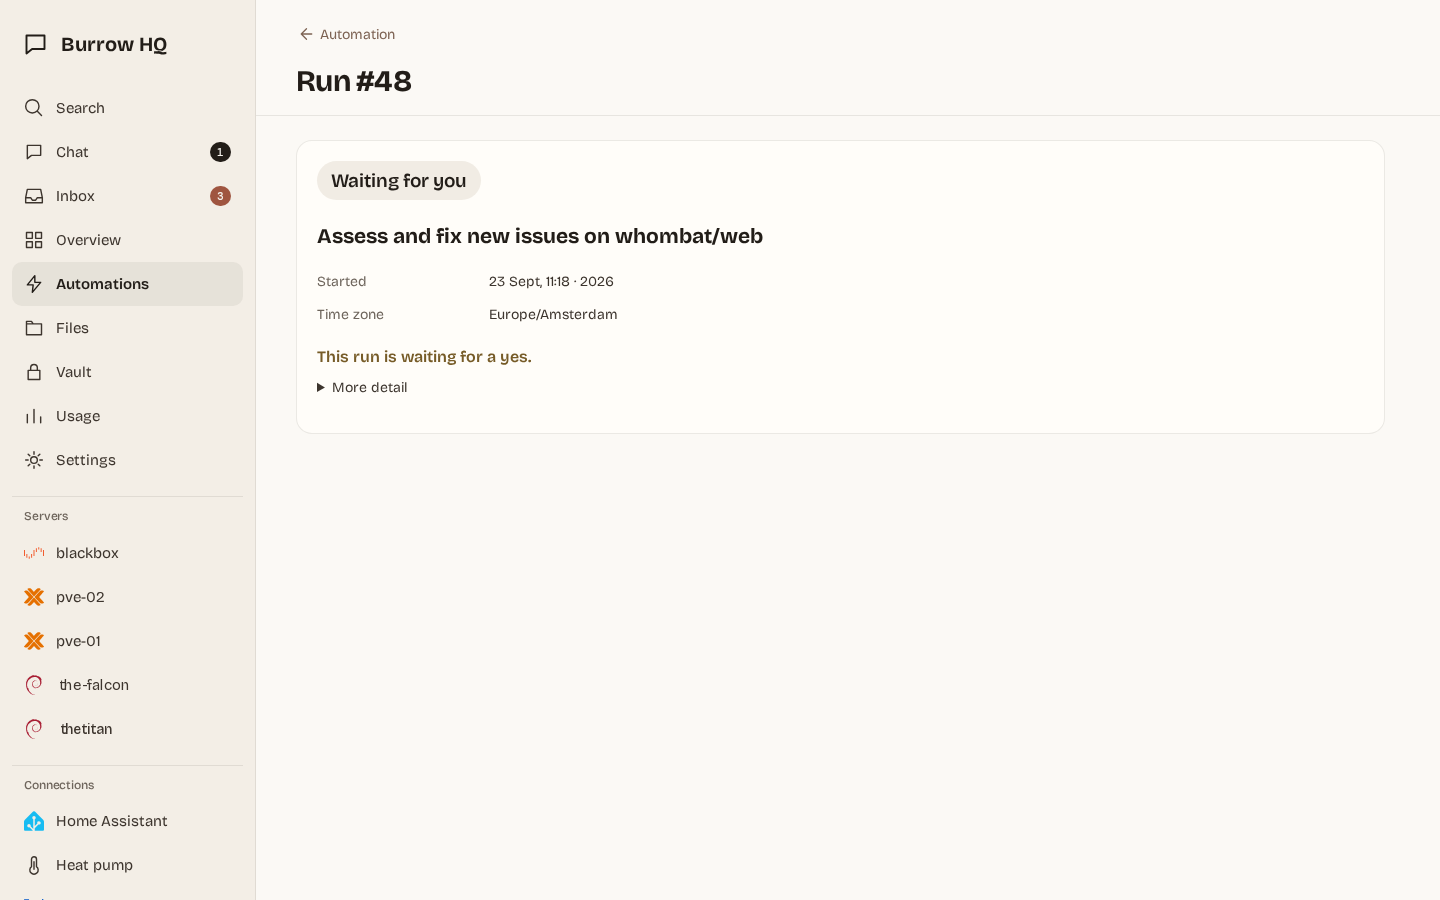 Burrow HQ
Search
Chat 1
Inbox 3
Overview
Automations
Files
Vault
Usage
Settings
Servers
blackbox
pve-02
pve-01
the-falcon
thetitan
Connections
Home Assistant
Heat pump
Automation
Run #48
Waiting for you
Assess and fix new issues on whombat/web
Started 23 Sept, 11:18 · 2026
Time zone Europe/Amsterdam
This run is waiting for a yes.
More detail